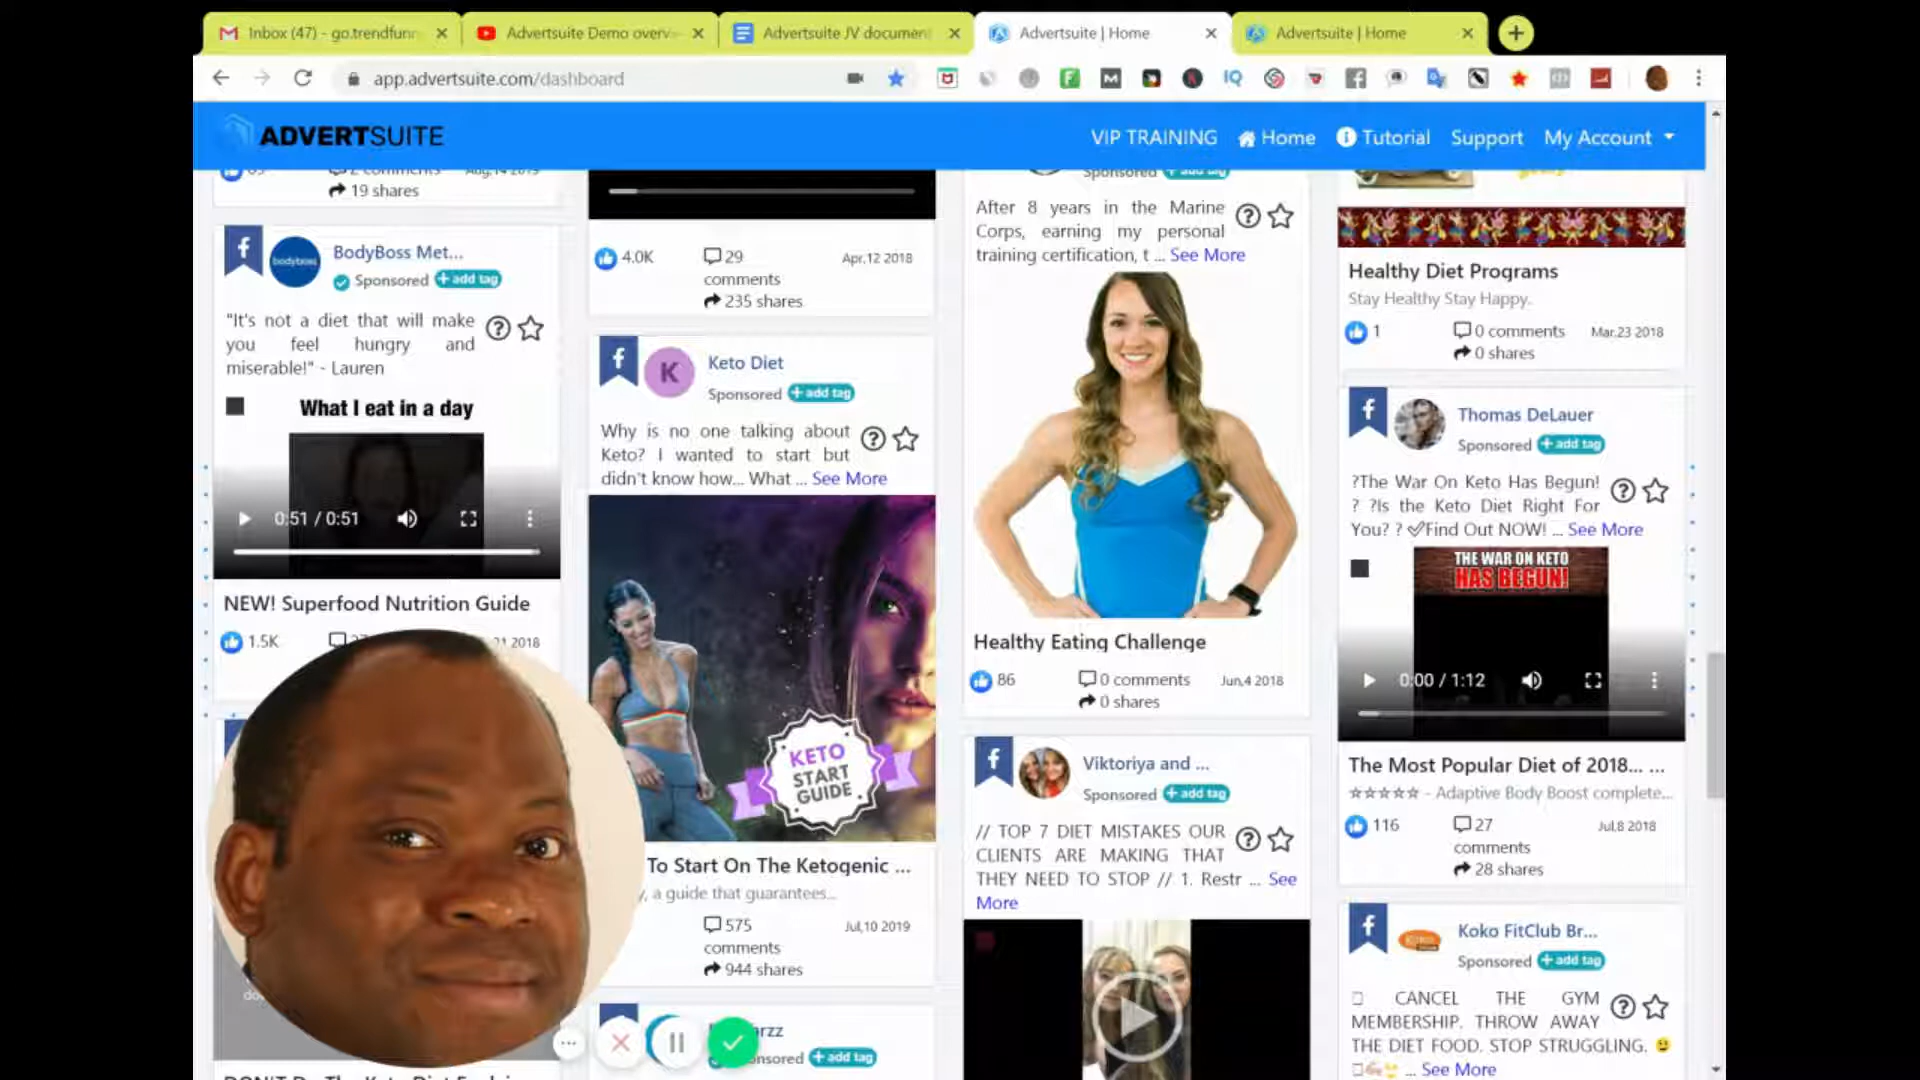 Inbox (47) - go.trendfunn
Advertsuite Demo overv
Advertsuite JV document
Advertsuite | Home
Advertsuite | Home
app.advertsuite.com/dashboard
ADVERTSUITE
VIP TRAINING
Home
Tutorial
Support
My Account
2 comments
Aug,14 2019
19 shares
BodyBoss Met...
bodyboss
Sponsored
+ add tag
"It's not a diet that will make
you feel hungry and
miserable!" - Lauren
What I eat in a day
0:51 / 0:51
NEW! Superfood Nutrition Guide
1.5K
2018
4.0K
29
comments
Apr,12 2018
235 shares
K
Keto Diet
Sponsored
+ add tag
Why is no one talking about
Keto? I wanted to start but
didn't know how... What ... See More
KETO
START
GUIDE
To Start On The Ketogenic ...
, a guide that guarantees...
575
comments
Jul,10 2019
944 shares
+ add tag
Sponsored
+ add tag
After 8 years in the Marine
Corps, earning my personal
training certification, t ... See More
Healthy Eating Challenge
86
0 comments
Jun,4 2018
0 shares
Viktoriya and ...
Sponsored
+ add tag
// TOP 7 DIET MISTAKES OUR
CLIENTS ARE MAKING THAT
THEY NEED TO STOP // 1. Restr ... See
More
Healthy Diet Programs
Stay Healthy Stay Happy.
1
0 comments
Mar,23 2018
0 shares
Thomas DeLauer
Sponsored
+ add tag
?The War On Keto Has Begun!
? ?Is the Keto Diet Right For
You? ? ✅Find Out NOW! ... See More
THE WAR ON KETO
HAS BEGUN!
0:00 / 1:12
The Most Popular Diet of 2018... ...
☆☆☆☆☆ - Adaptive Body Boost complete...
116
27
comments
Jul,8 2018
28 shares
Koko FitClub Br...
Sponsored
+ add tag
CANCEL THE GYM
MEMBERSHIP. THROW AWAY
THE DIET FOOD. STOP STRUGGLING.
... See More